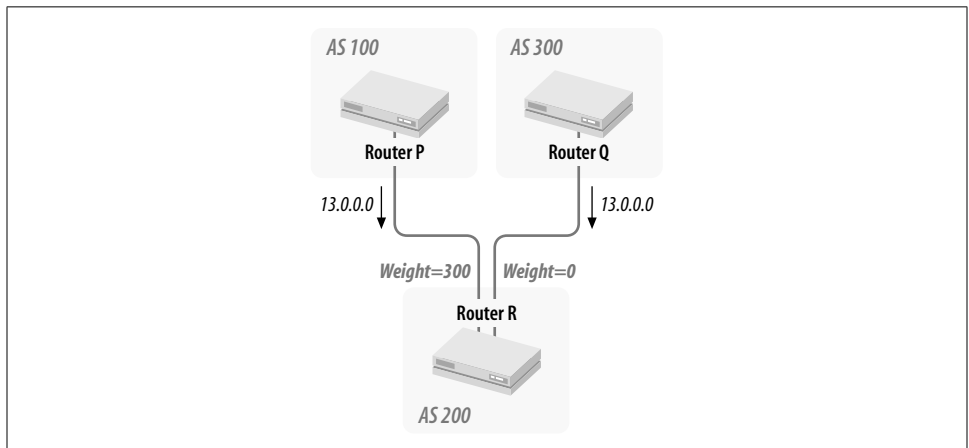 AS 100
AS 300
Router P
Router Q
13.0.0.0
13.0.0.0
Weight=300
Weight=0
Router R
AS 200